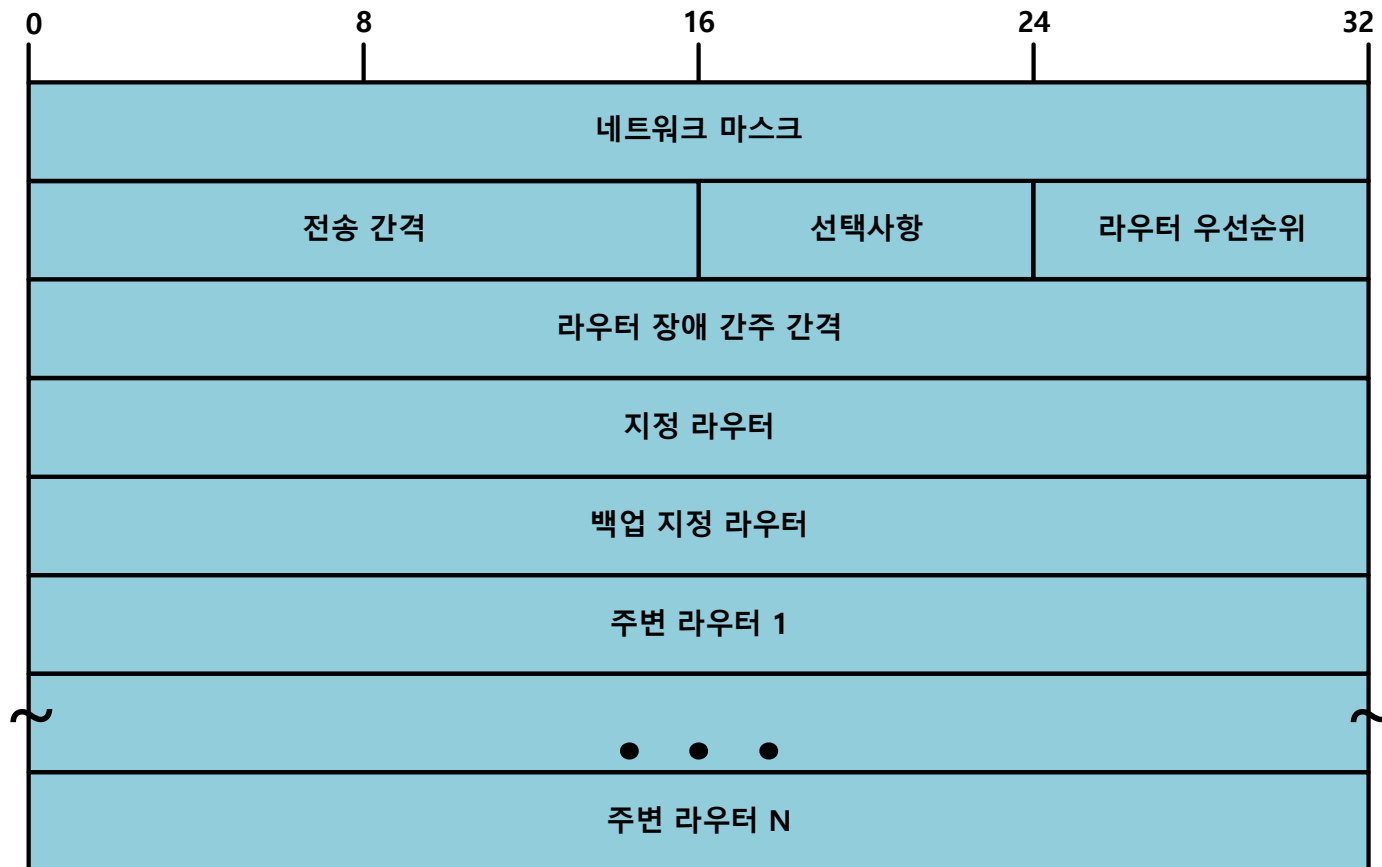 0 8 16 24 32
네트워크 마스크
전송 간격 선택사항 라우터 우선순위
라우터 장애 간주 간격
지정 라우터
백업 지정 라우터
주변 라우터 1
~ ~
• • •
주변 라우터 N